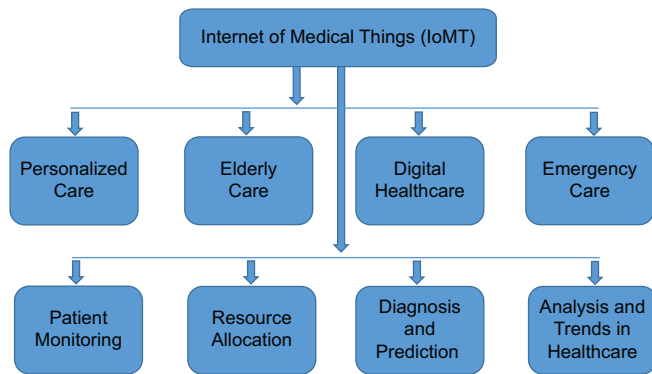 Internet of Medical Things (IoMT)
Personalized
Care
Elderly
Care
Digital
Healthcare
Emergency
Care
Patient
Monitoring
Resource
Allocation
Diagnosis
and
Prediction
Analysis and
Trends in
Healthcare